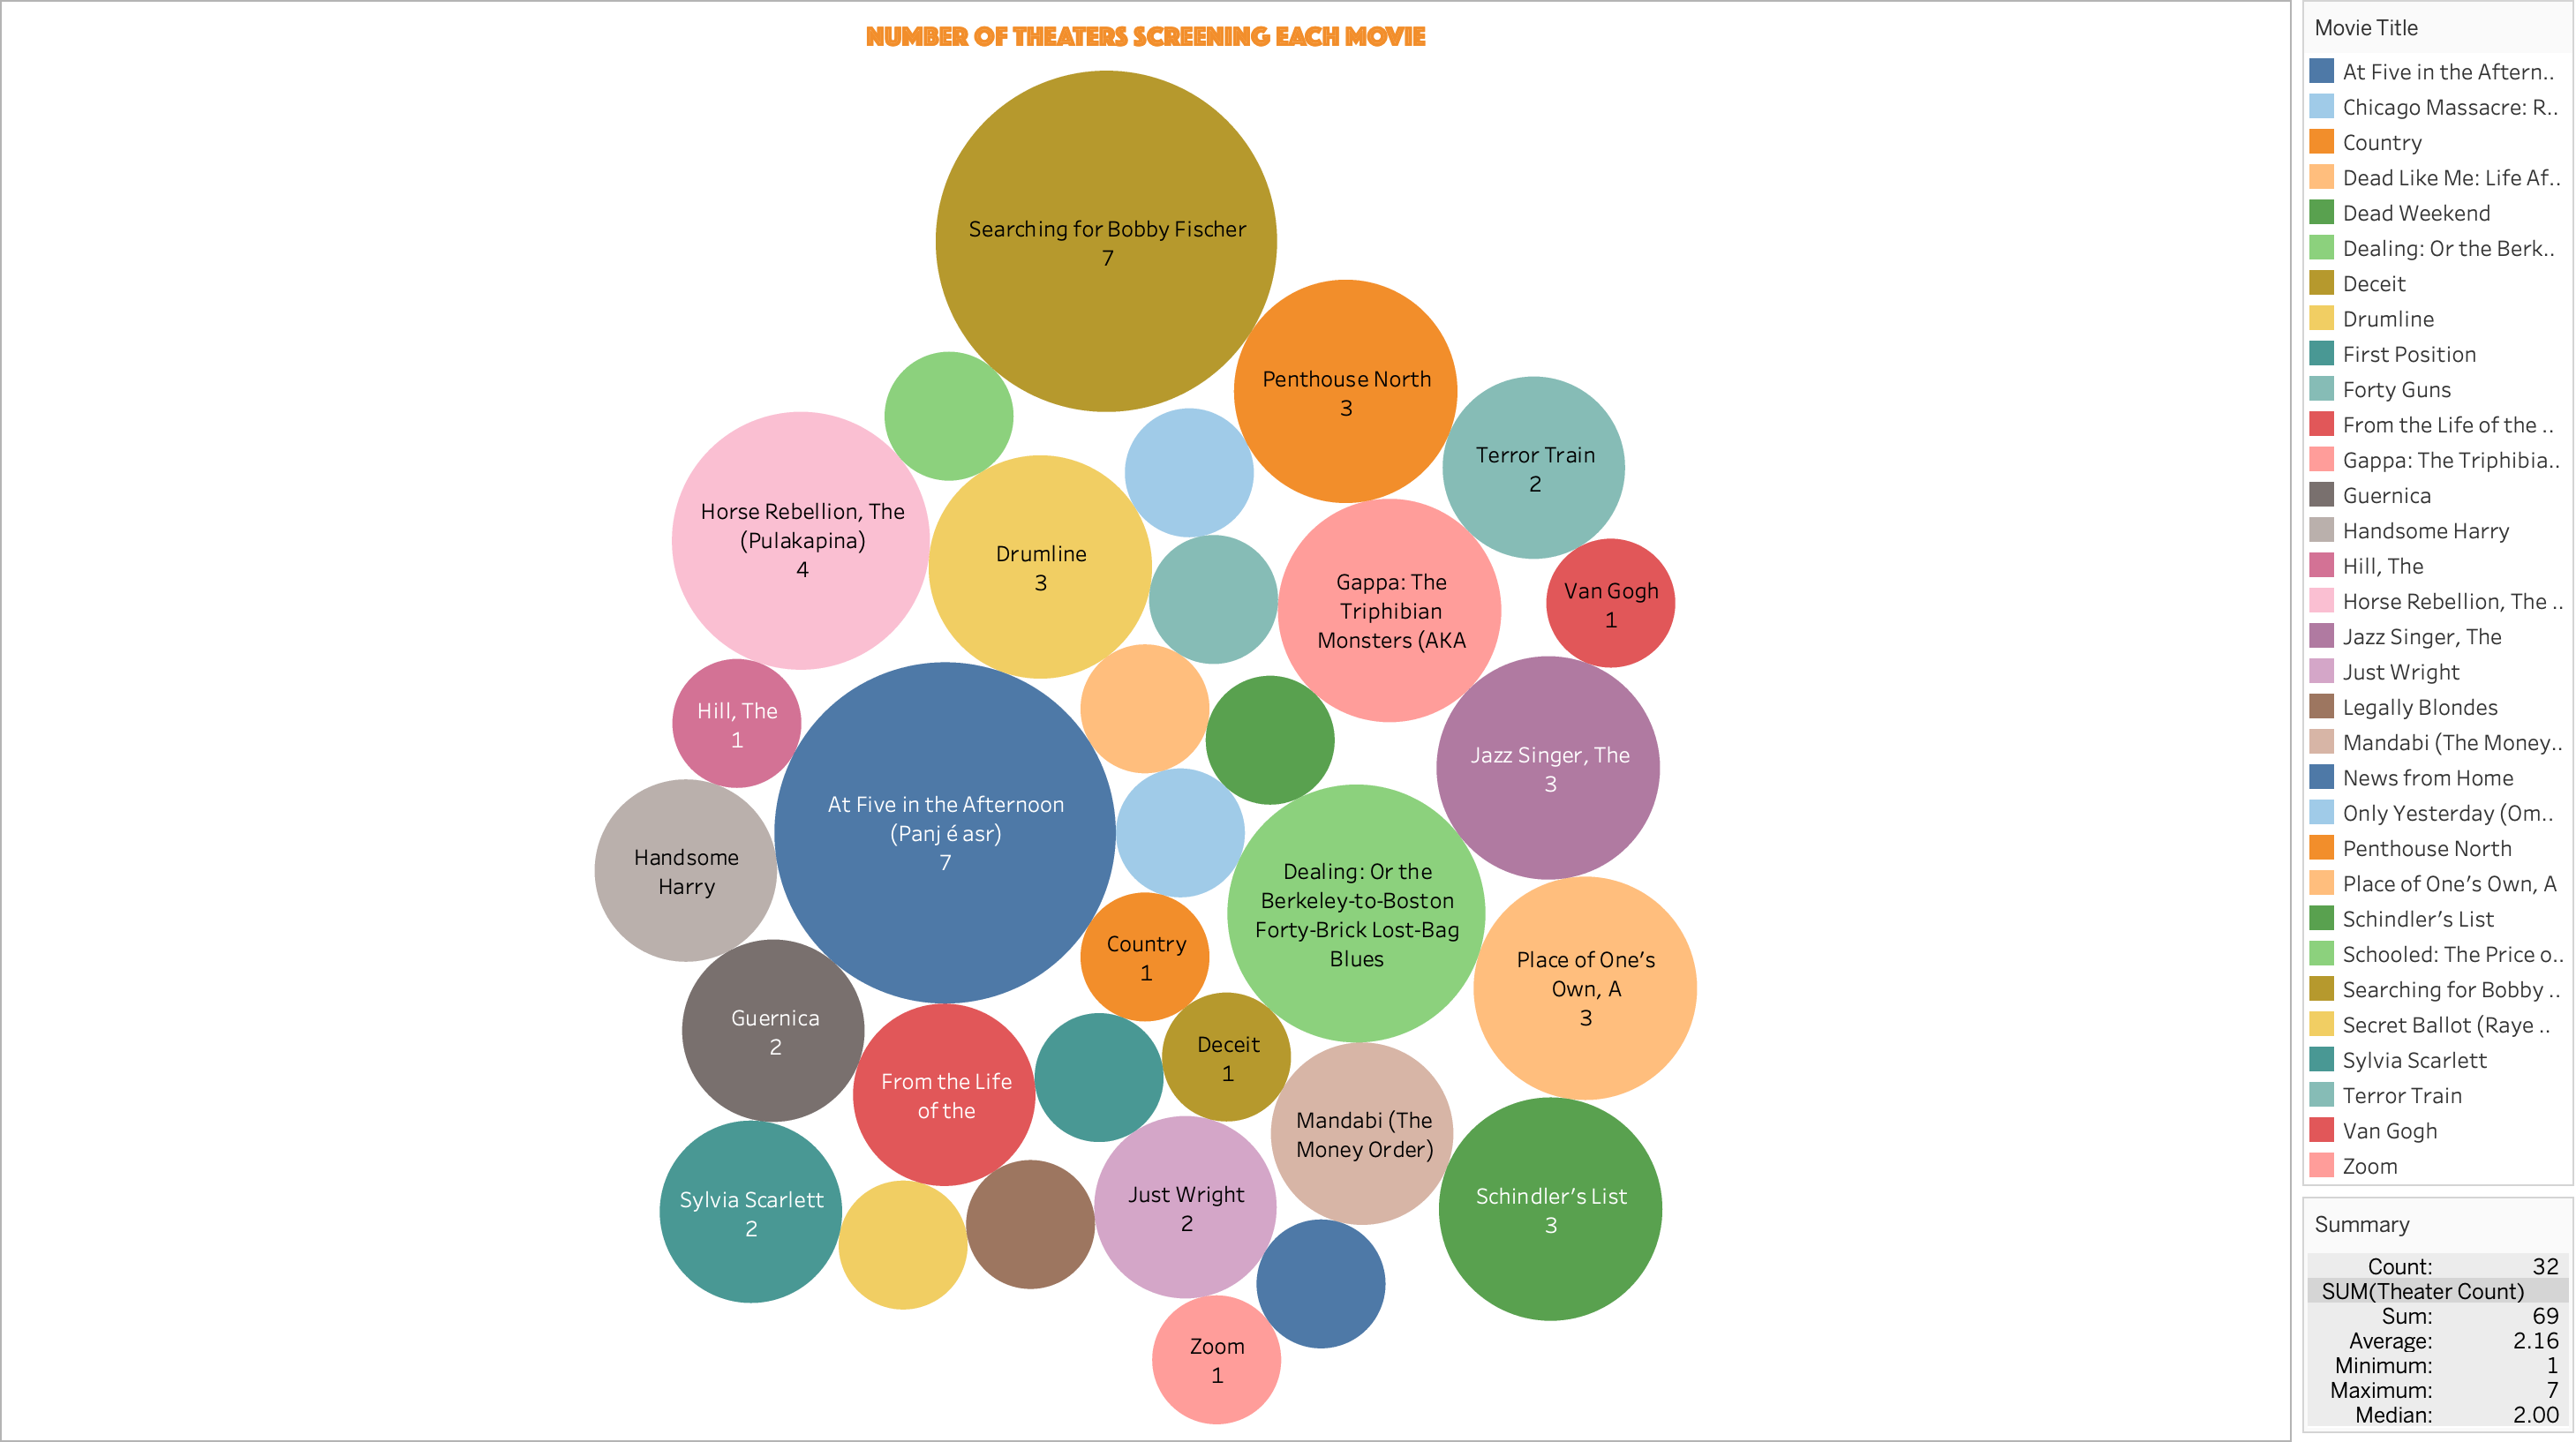 NUMBER OF THEATERS SCREENING EACH MOVIE
Searching for Bobby Fischer
7
Penthouse North
3
Terror Train
2
Horse Rebellion, The
(Pulakapina)
4
Drumline
3
Gappa: The
Triphibian
Monsters (AKA
Van Gogh
1
Hill, The
1
Jazz Singer, The
3
At Five in the Afternoon
(Panj é asr)
7
Handsome
Harry
Dealing: Or the
Berkeley-to-Boston
Forty-Brick Lost-Bag
Blues
Country
1
Place of One's
Own, A
3
Guernica
2
Deceit
1
From the Life
of the
Mandabi (The
Money Order)
Sylvia Scarlett
2
Just Wright
2
Schindler's List
3
Zoom
1
Movie Title
At Five in the Aftern..
Chicago Massacre: R..
Country
Dead Like Me: Life Af..
Dead Weekend
Dealing: Or the Berk..
Deceit
Drumline
First Position
Forty Guns
From the Life of the ..
Gappa: The Triphibia..
Guernica
Handsome Harry
Hill, The
Horse Rebellion, The ..
Jazz Singer, The
Just Wright
Legally Blondes
Mandabi (The Money..
News from Home
Only Yesterday (Om..
Penthouse North
Place of One's Own, A
Schindler's List
Schooled: The Price o..
Searching for Bobby ..
Secret Ballot (Raye ..
Sylvia Scarlett
Terror Train
Van Gogh
Zoom
Summary
Count: 32
SUM(Theater Count)
Sum: 69
Average: 2.16
Minimum: 1
Maximum: 7
Median: 2.00